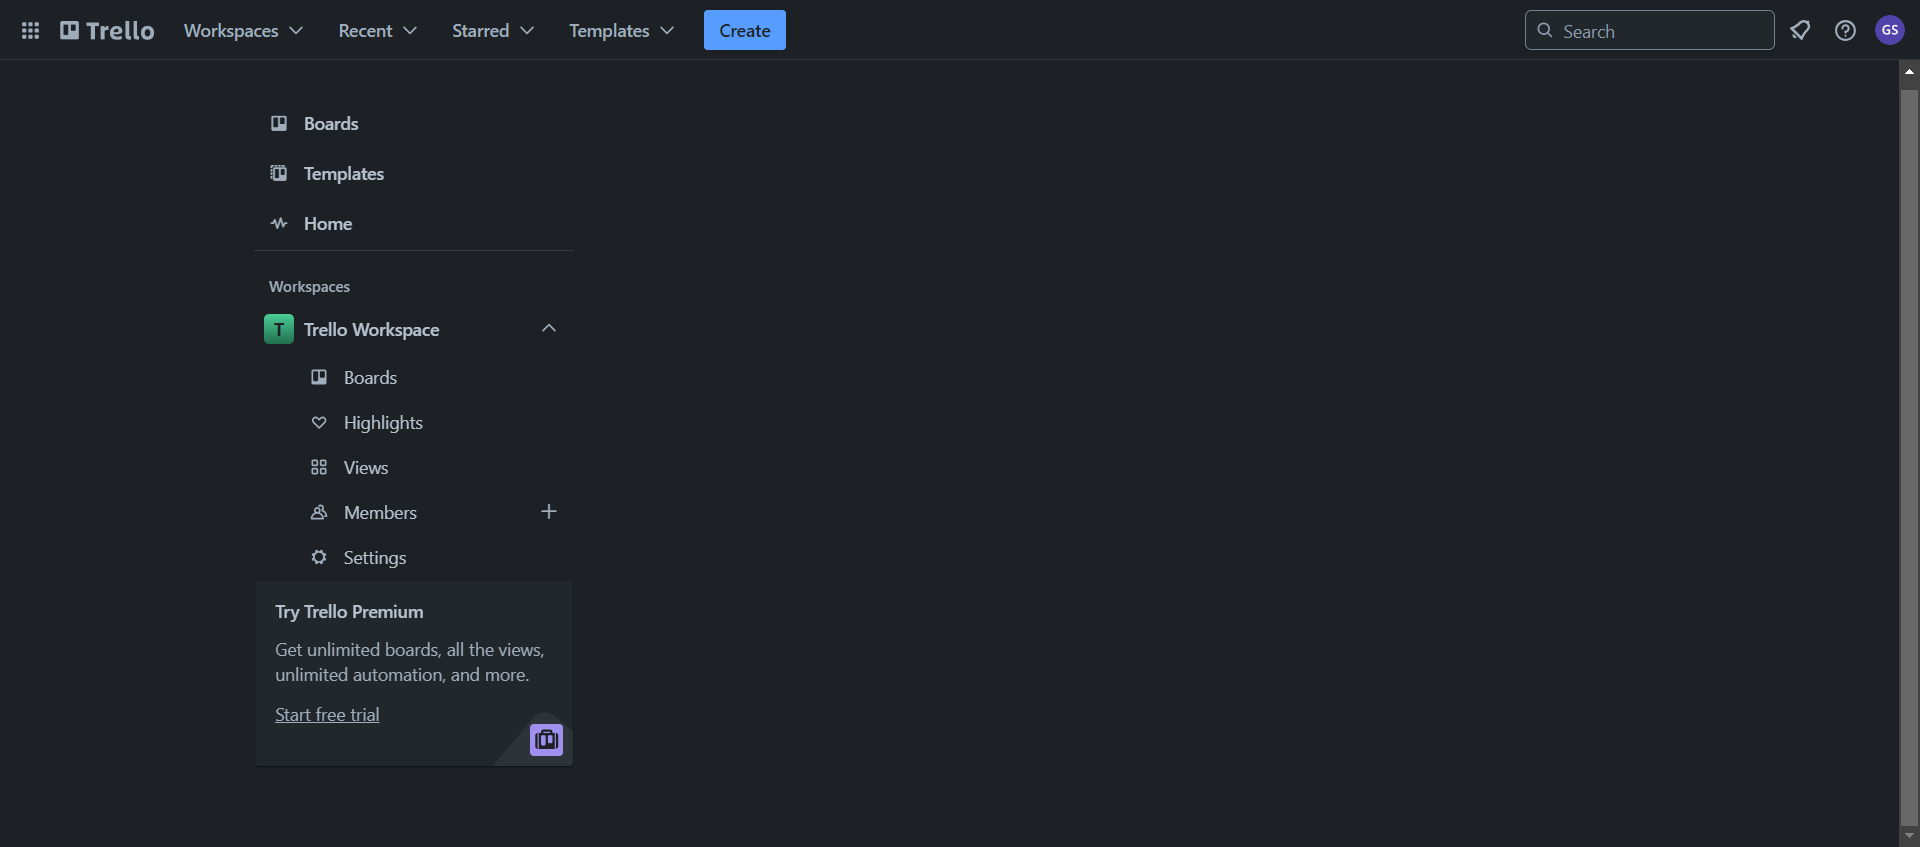 Trello
Workspaces
Recent
Starred
Templates
Create
Search
GS
Boards
Templates
Home
Workspaces
T
Trello Workspace
Boards
Highlights
Views
Members
Settings
Try Trello Premium
Get unlimited boards, all the views,
unlimited automation, and more.
Start free trial